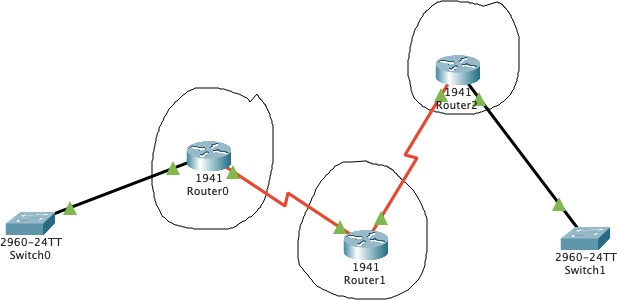 1941
Router2
1941
Router0
2960-24TT
Switch0
1941
Router1
2960-24TT
Switch1